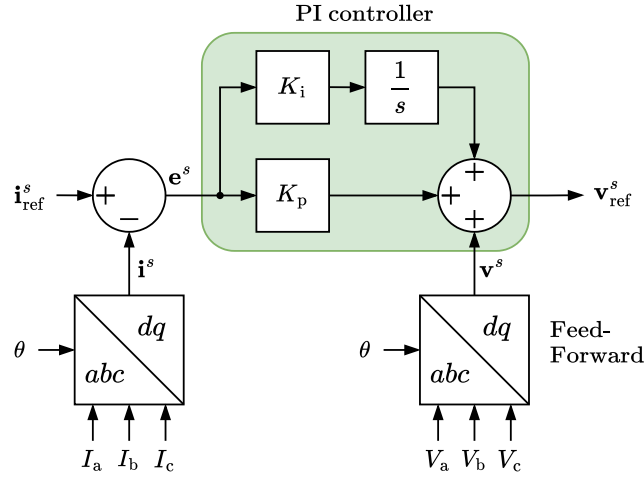 PI controller
K_i
1/s
i^s_ref
+
−
e^s
K_p
+
+
+
v^s_ref
i^s
v^s
θ
dq
abc
θ
dq
abc
Feed-
Forward
I_a I_b I_c
V_a V_b V_c